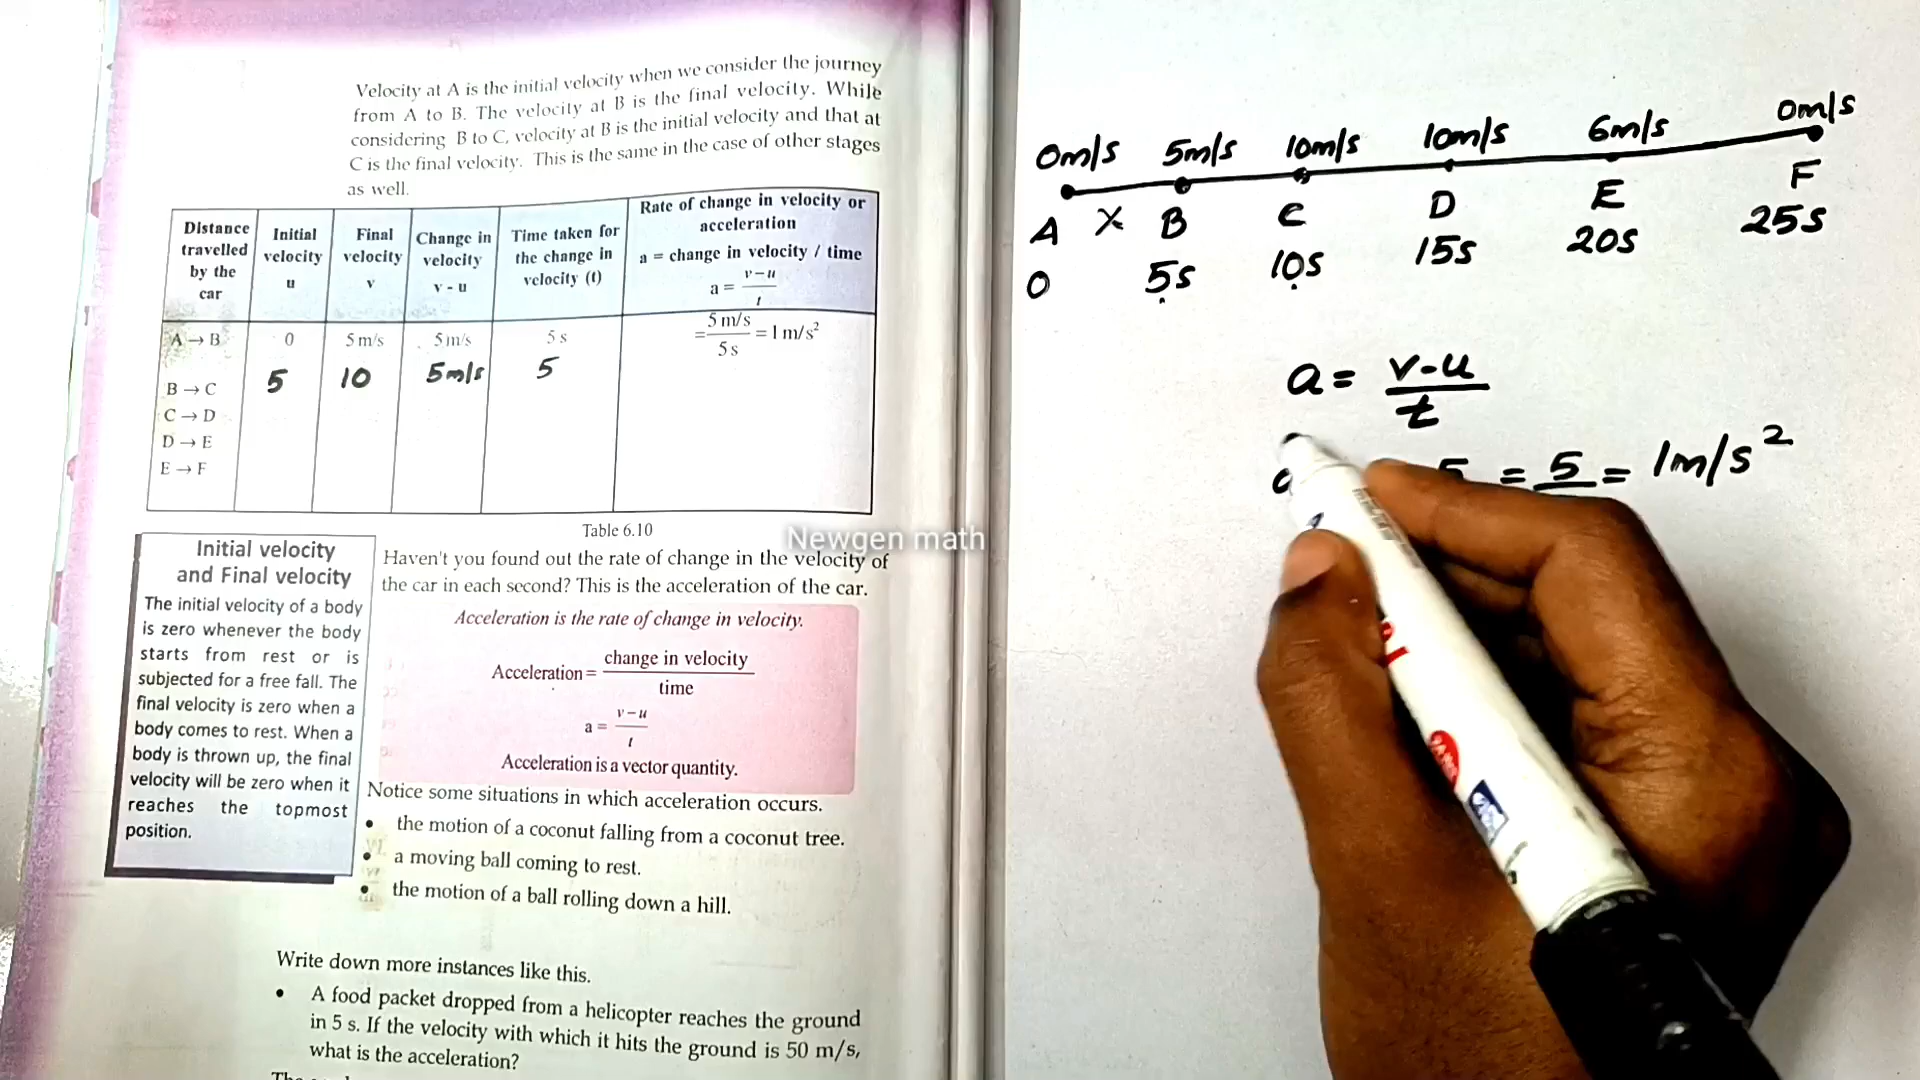 Velocity at A is the initial velocity when we consider the journey
from A to B. The velocity at B is the final velocity. While
considering B to C, velocity at B is the initial velocity and that at
C is the final velocity. This is the same in the case of other stages
as well.
Distance travelled by the car | Initial velocity u | Final velocity v | Change in velocity v - u | Time taken for the change in velocity (t) | Rate of change in velocity or acceleration a = change in velocity / time a = v-u / t
A → B 0 5 m/s 5 m/s 5 s = 5 m/s / 5 s = 1 m/s²
B → C 5 10 5m/s 5
C → D
D → E
E → F
Table 6.10
Initial velocity
and Final velocity
The initial velocity of a body
is zero whenever the body
starts from rest or is
subjected for a free fall. The
final velocity is zero when a
body comes to rest. When a
body is thrown up, the final
velocity will be zero when it
reaches the topmost
position.
Haven't you found out the rate of change in the velocity of
the car in each second? This is the acceleration of the car.
Acceleration is the rate of change in velocity.
Acceleration = change in velocity / time
a = v-u / t
Acceleration is a vector quantity.
Notice some situations in which acceleration occurs.
• the motion of a coconut falling from a coconut tree.
• a moving ball coming to rest.
• the motion of a ball rolling down a hill.
Write down more instances like this.
• A food packet dropped from a helicopter reaches the ground
in 5 s. If the velocity with which it hits the ground is 50 m/s,
what is the acceleration?
Newgen math
0m/s 5m/s 10m/s 10m/s 6m/s 0m/s
A X B C D E F
0 5s 10s 15s 20s 25s
a = v-u / t
5 = 5 = 1m/s²